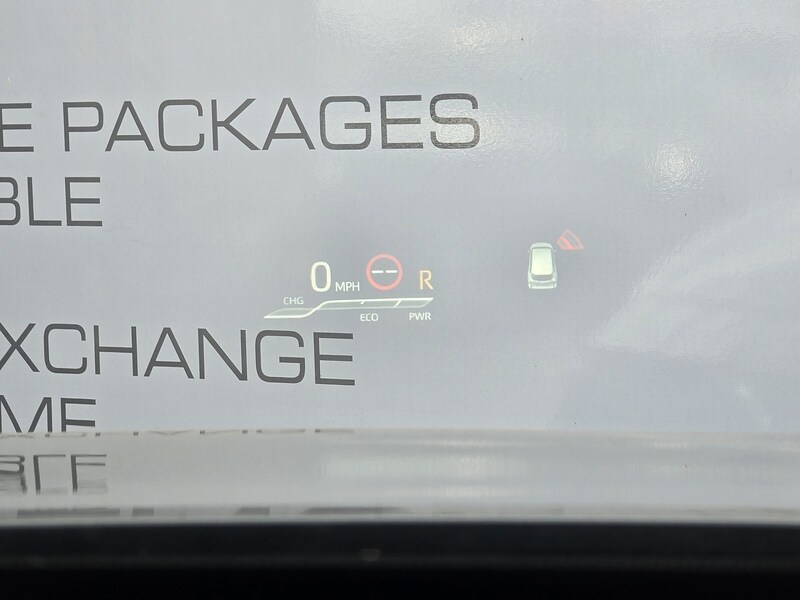 E PACKAGES
BLE
0 MPH -- R
CHG
ECO PWR
XCHANGE
ME